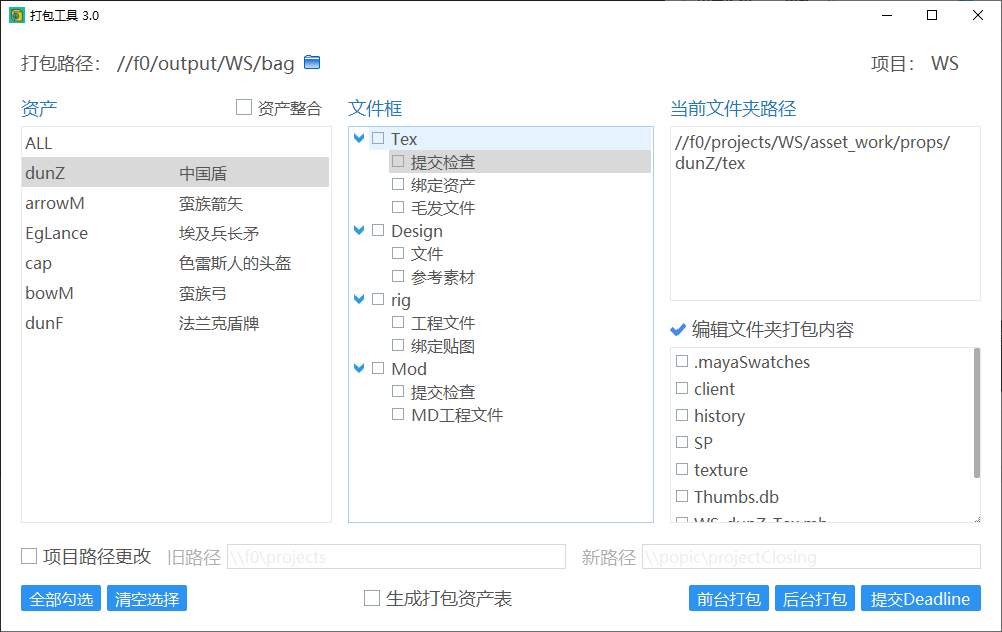 打包工具 3.0
打包路径： //f0/output/WS/bag
项目： WS
资产
资产整合
文件框
当前文件夹路径
ALL
dunZ 中国盾
arrowM 蛮族箭矢
EgLance 埃及兵长矛
cap 色雷斯人的头盔
bowM 蛮族弓
dunF 法兰克盾牌
Tex
提交检查
绑定资产
毛发文件
Design
文件
参考素材
rig
工程文件
绑定贴图
Mod
提交检查
MD工程文件
//f0/projects/WS/asset_work/props/
dunZ/tex
编辑文件夹打包内容
.mayaSwatches
client
history
SP
texture
Thumbs.db
WS_dunZ_Tex.mb
项目路径更改 旧路径 \\f0\projects 新路径 \\popic\projectClosing
全部勾选 清空选择 生成打包资产表 前台打包 后台打包 提交Deadline